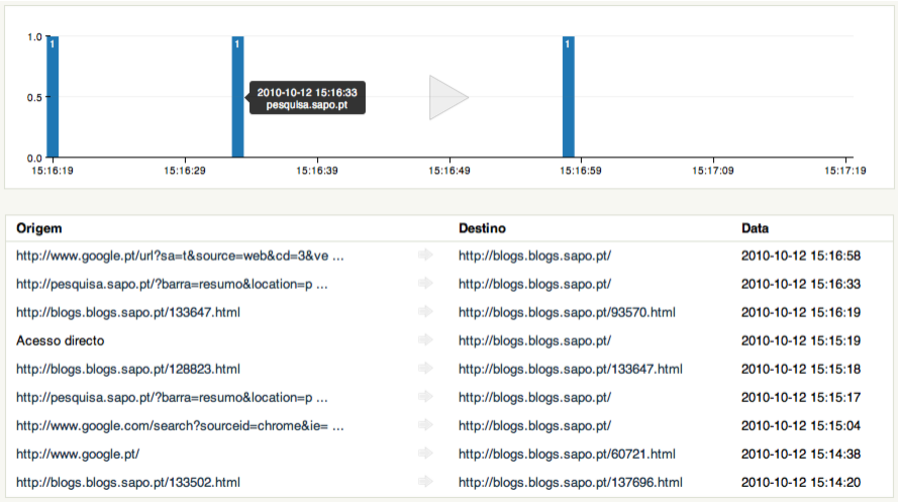 1.0
1
1
1
2010-10-12 15:16:33
pesquisa.sapo.pt
0.5
0.0
15:16:19 15:16:29 15:16:39 15:16:49 15:16:59 15:17:09 15:17:19
Origem Destino Data
http://www.google.pt/url?sa=t&source=web&cd=3&ve ... http://blogs.blogs.sapo.pt/ 2010-10-12 15:16:58
http://pesquisa.sapo.pt/?barra=resumo&location=p ... http://blogs.blogs.sapo.pt/ 2010-10-12 15:16:33
http://blogs.blogs.sapo.pt/133647.html http://blogs.blogs.sapo.pt/93570.html 2010-10-12 15:16:19
Acesso directo http://blogs.blogs.sapo.pt/ 2010-10-12 15:15:19
http://blogs.blogs.sapo.pt/128823.html http://blogs.blogs.sapo.pt/133647.html 2010-10-12 15:15:18
http://pesquisa.sapo.pt/?barra=resumo&location=p ... http://blogs.blogs.sapo.pt/ 2010-10-12 15:15:17
http://www.google.com/search?sourceid=chrome&ie= ... http://blogs.blogs.sapo.pt/ 2010-10-12 15:15:04
http://www.google.pt/ http://blogs.blogs.sapo.pt/60721.html 2010-10-12 15:14:38
http://blogs.blogs.sapo.pt/133502.html http://blogs.blogs.sapo.pt/137696.html 2010-10-12 15:14:20